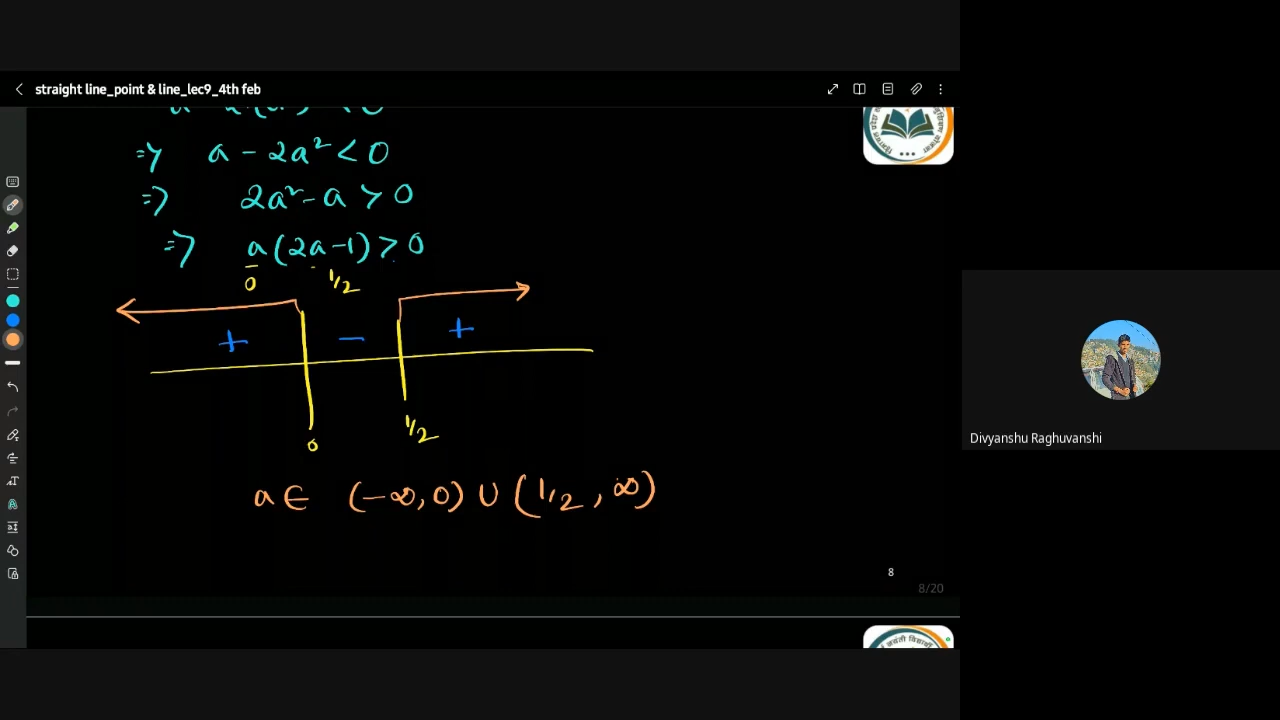 straight line_point & line_lec9_4th feb
=> a - 2a² < 0
=> 2a² - a > 0
=> a(2a-1) > 0
0 1/2
+ - +
0 1/2
a ∈ (-∞, 0) ∪ (1/2, ∞)
8
8/20
Divyanshu Raghuvanshi